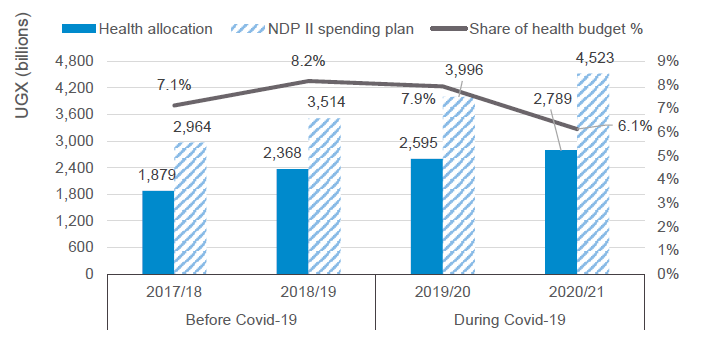 Health allocation NDP II spending plan Share of health budget %
UGX (billions)
4,800 4,200 3,600 3,000 2,400 1,800 1,200 600 0
9% 8% 7% 6% 5% 4% 3% 2% 1% 0%
7.1% 8.2% 7.9% 6.1%
1,879 2,964 2,368 3,514 2,595 3,996 2,789 4,523
2017/18 2018/19 2019/20 2020/21
Before Covid-19 During Covid-19